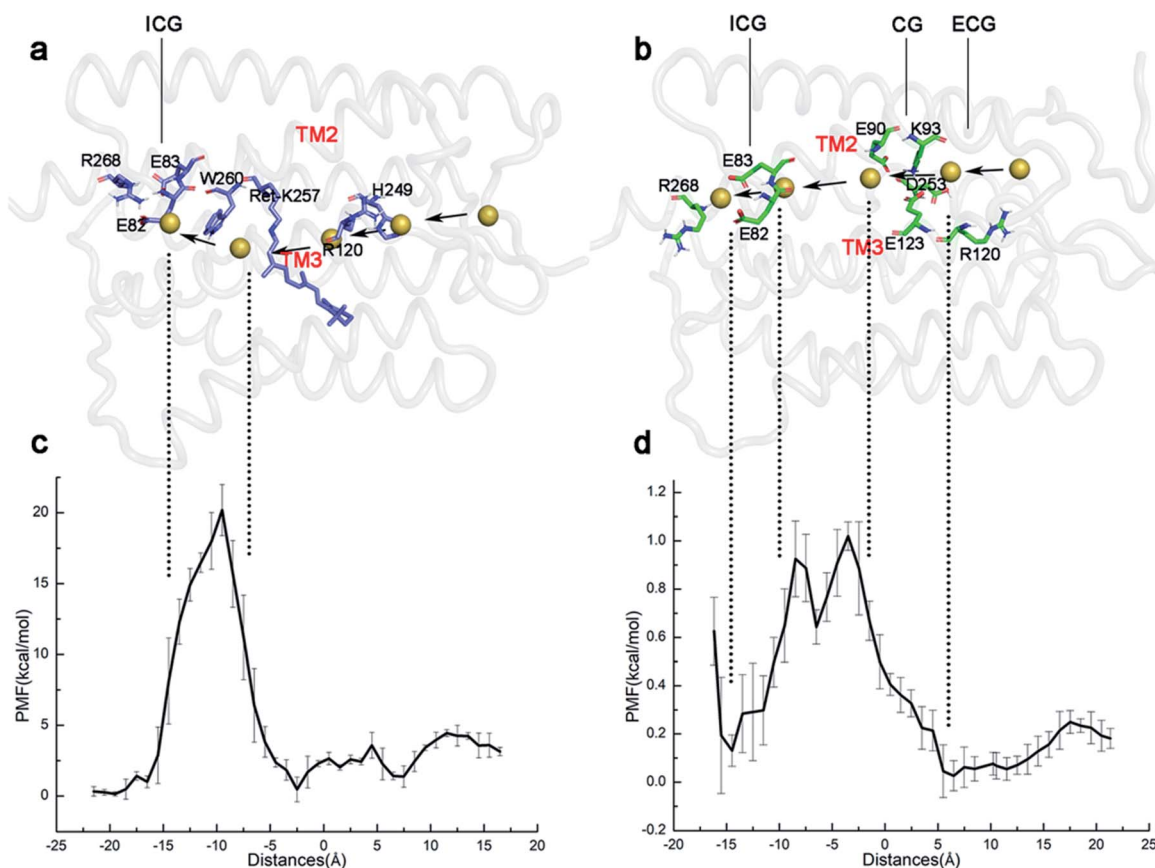 ICG
ICG CG ECG
a
b
TM2
R268 E83
W260
Ret-K257
H249
E82
R120
TM3
E90 K93
TM2
E83
R268
D253
E82
TM3
E123
R120
c
d
PMF(kcal/mol)
20
15
10
5
0
-25 -20 -15 -10 -5 0 5 10 15 20
Distances(Å)
PMF(kcal/mol)
1.2
1.0
0.8
0.6
0.4
0.2
0.0
-0.2
-20 -15 -10 -5 0 5 10 15 20 25
Distances(Å)